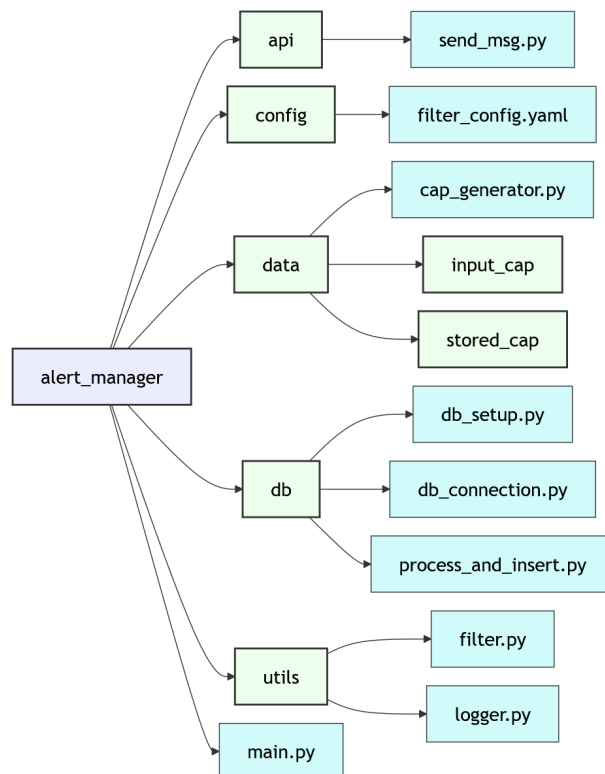 api
send_msg.py
config
filter_config.yaml
cap_generator.py
data
input_cap
stored_cap
alert_manager
db_setup.py
db
db_connection.py
process_and_insert.py
filter.py
utils
logger.py
main.py